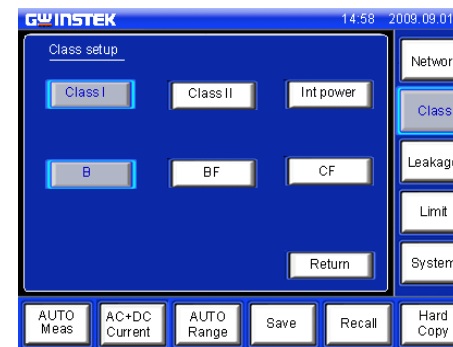 GWINSTEK 14:58 2009.09.01
Class setup
Class I Class II Int power
B BF CF
Return
Networ
Class
Leakag
Limit
System
AUTO Meas
AC+DC Current
AUTO Range
Save
Recall
Hard Copy